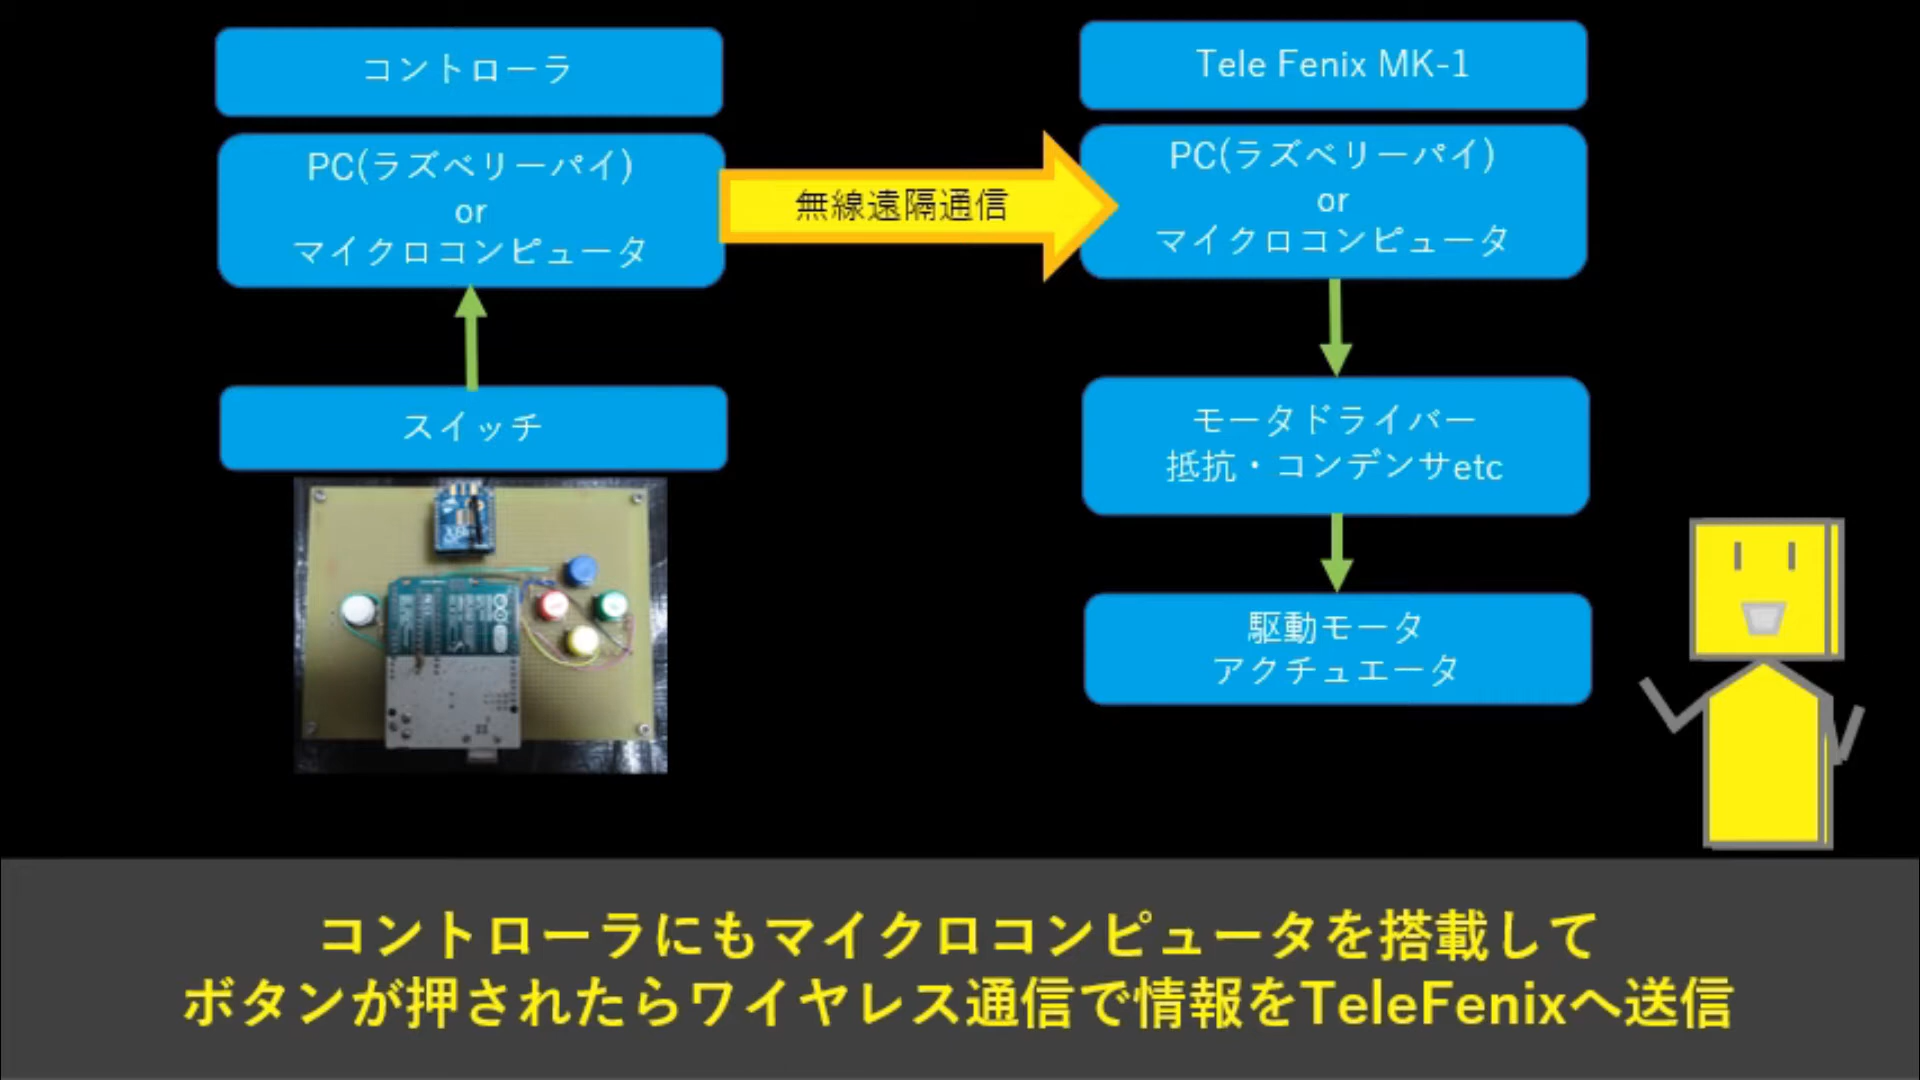 コントローラ
PC(ラズベリーパイ)
or
マイクロコンピュータ
スイッチ
無線遠隔通信
Tele Fenix MK-1
PC(ラズベリーパイ)
or
マイクロコンピュータ
モータドライバー
抵抗・コンデンサetc
駆動モータ
アクチュエータ
コントローラにもマイクロコンピュータを搭載して
ボタンが押されたらワイヤレス通信で情報をTeleFenixへ送信